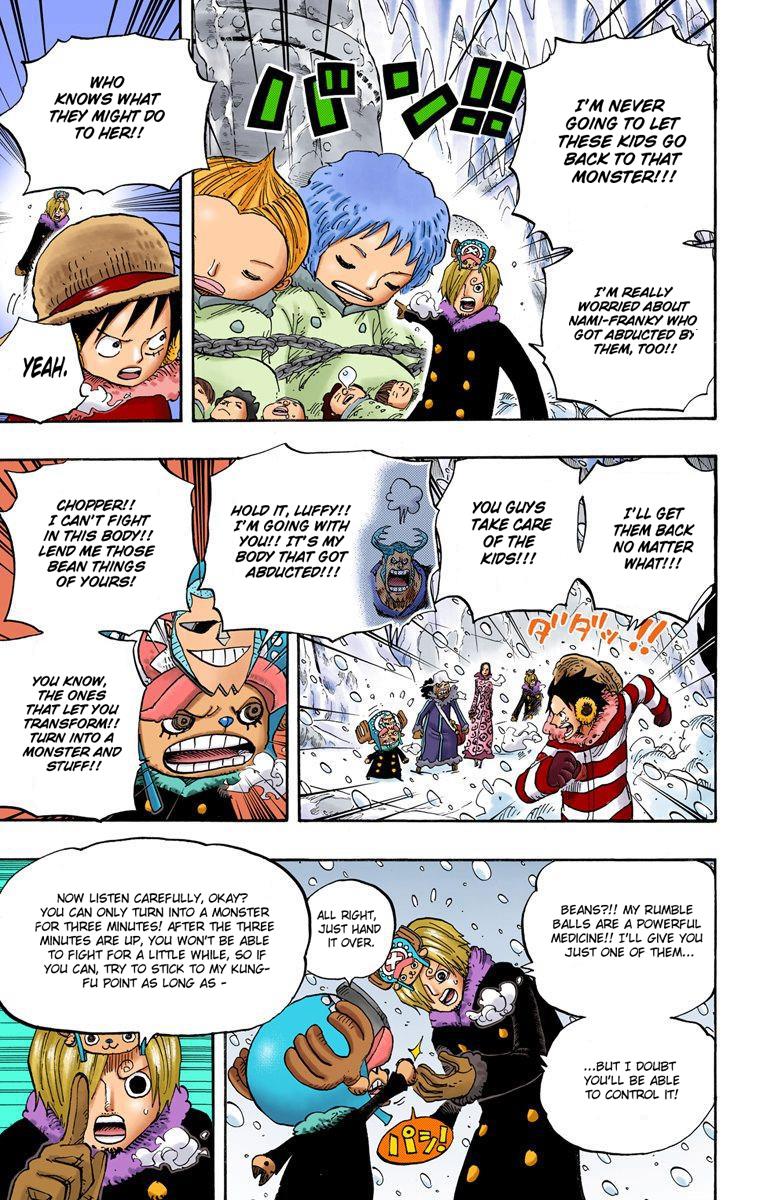 I'M NEVER
GOING TO LET
THESE KIDS GO
BACK TO THAT
MONSTER!!!
バン!!
I'M REALLY
WORRIED ABOUT
NAMI-FRANKY WHO
GOT ABDUCTED BY
THEM, TOO!!
WHO
KNOWS WHAT
THEY MIGHT DO
TO HER!!
YEAH.
I'LL GET
THEM BACK
NO MATTER
WHAT!!!
YOU GUYS
TAKE CARE
OF THE
KIDS!!!
ダダダッ!!
HOLD IT, LUFFY!!
I'M GOING WITH
YOU!! IT'S MY
BODY THAT GOT
ABDUCTED!!!
CHOPPER!!
I CAN'T FIGHT
IN THIS BODY!!
LEND ME THOSE
BEAN THINGS
OF YOURS!
YOU KNOW,
THE ONES
THAT LET YOU
TRANSFORM!!
TURN INTO A
MONSTER AND
STUFF!!
BEANS?!! MY RUMBLE
BALLS ARE A POWERFUL
MEDICINE!! I'LL GIVE YOU
JUST ONE OF THEM...
...BUT I DOUBT
YOU'LL BE ABLE
TO CONTROL IT!
ALL RIGHT,
JUST HAND
IT OVER.
パシ!
NOW LISTEN CAREFULLY, OKAY?
YOU CAN ONLY TURN INTO A MONSTER
FOR THREE MINUTES! AFTER THE THREE
MINUTES ARE UP, YOU WON'T BE ABLE
TO FIGHT FOR A LITTLE WHILE, SO IF
YOU CAN, TRY TO STICK TO MY KUNG-
FU POINT AS LONG AS -